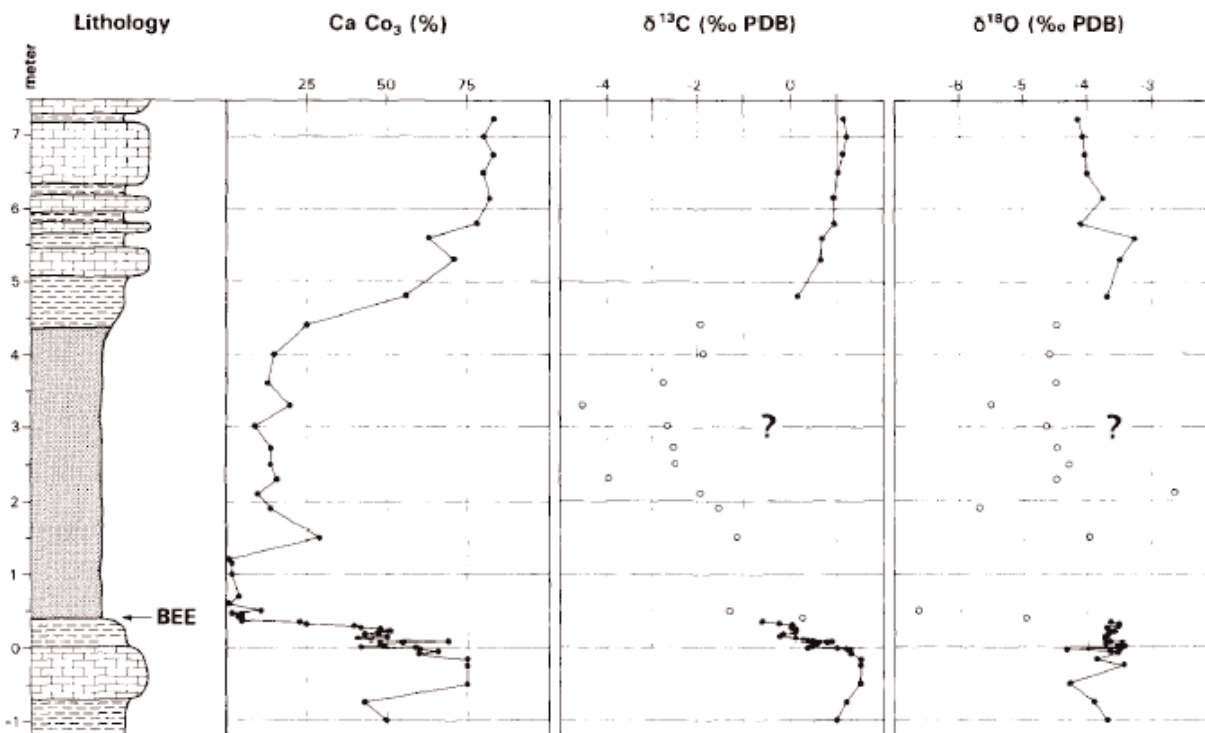 Lithology
Ca Co₃ (%)
δ¹³C (‰ PDB)
δ¹⁸O (‰ PDB)
meter
25 50 75
-4 -2 0
-6 -5 -4 -3
7
6
5
4
3
? ?
2
1
BEE
0
-1